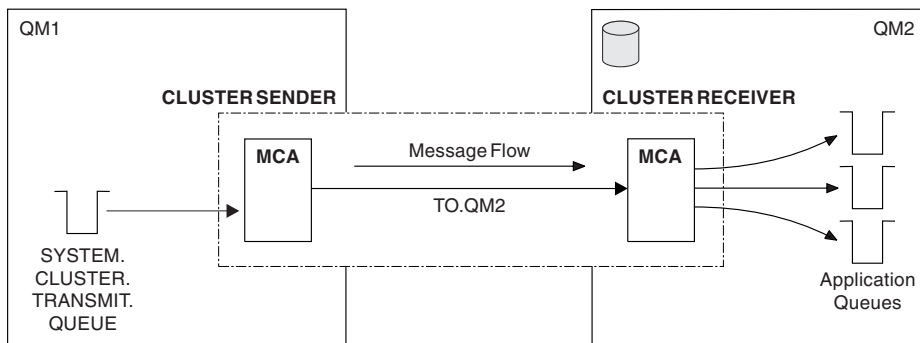 QM1
QM2
CLUSTER SENDER
CLUSTER RECEIVER
MCA
Message Flow
MCA
TO.QM2
SYSTEM.
CLUSTER.
TRANSMIT.
QUEUE
Application
Queues